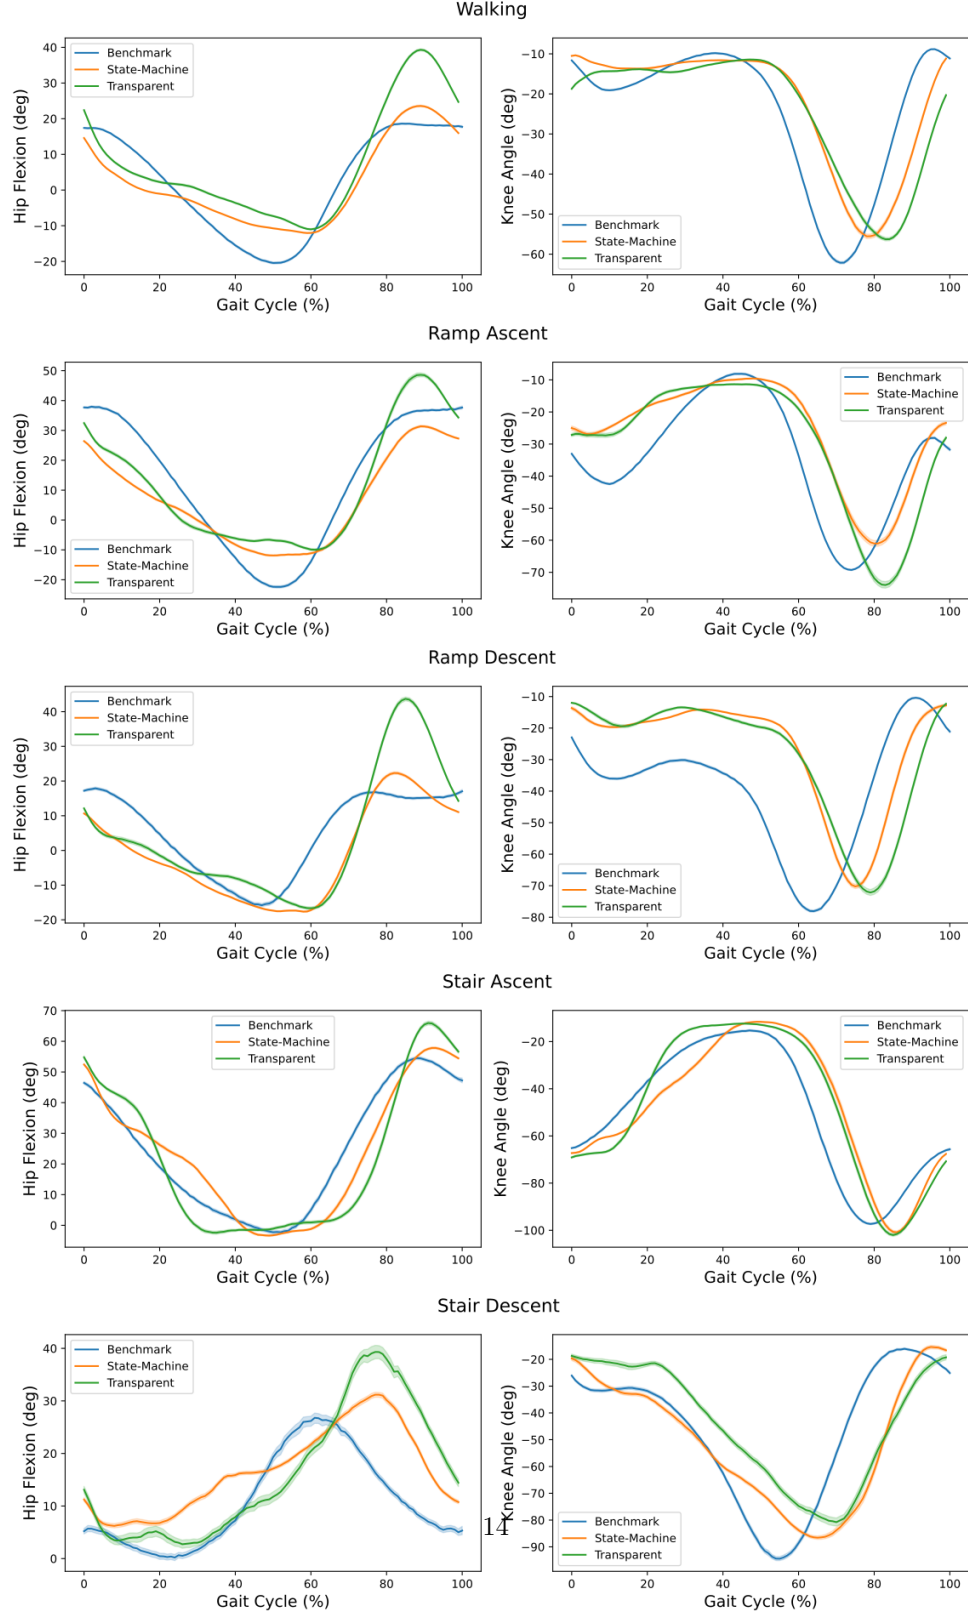 Walking
Hip Flexion (deg)
40
30
20
10
0
−10
−20
Benchmark
State-Machine
Transparent
0 20 40 60 80 100
Gait Cycle (%)
Knee Angle (deg)
−10
−20
−30
−40
−50
−60
Benchmark
State-Machine
Transparent
0 20 40 60 80 100
Gait Cycle (%)
Ramp Ascent
Hip Flexion (deg)
50
40
30
20
10
0
−10
−20
Benchmark
State-Machine
Transparent
0 20 40 60 80 100
Gait Cycle (%)
Knee Angle (deg)
−10
−20
−30
−40
−50
−60
−70
Benchmark
State-Machine
Transparent
0 20 40 60 80 100
Gait Cycle (%)
Ramp Descent
Hip Flexion (deg)
40
30
20
10
0
−10
−20
Benchmark
State-Machine
Transparent
0 20 40 60 80 100
Gait Cycle (%)
Knee Angle (deg)
−10
−20
−30
−40
−50
−60
−70
−80
Benchmark
State-Machine
Transparent
0 20 40 60 80 100
Gait Cycle (%)
Stair Ascent
Hip Flexion (deg)
70
60
50
40
30
20
10
0
Benchmark
State-Machine
Transparent
0 20 40 60 80 100
Gait Cycle (%)
Knee Angle (deg)
−20
−40
−60
−80
−100
Benchmark
State-Machine
Transparent
0 20 40 60 80 100
Gait Cycle (%)
Stair Descent
Hip Flexion (deg)
40
30
20
10
0
Benchmark
State-Machine
Transparent
0 20 40 60 80 100
Gait Cycle (%)
14
Knee Angle (deg)
−20
−30
−40
−50
−60
−70
−80
−90
Benchmark
State-Machine
Transparent
0 20 40 60 80 100
Gait Cycle (%)